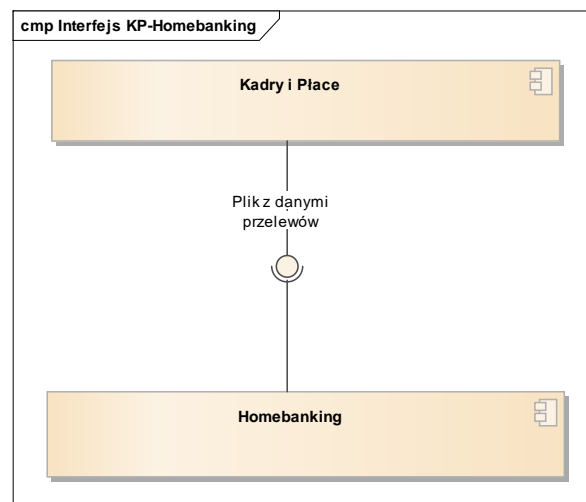 cmp Interfejs KP-Homebanking
Kadry i Płace
Plik z danymi
przelewów
Homebanking